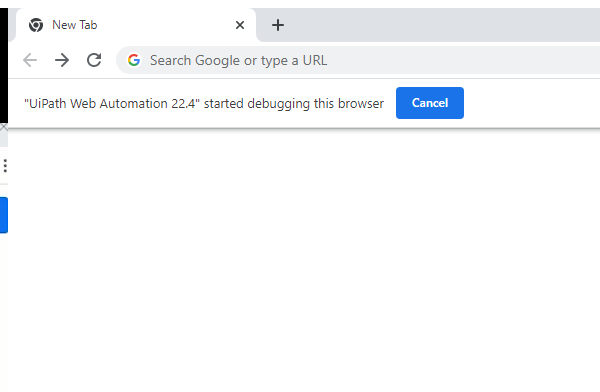 New Tab
Search Google or type a URL
"UiPath Web Automation 22.4" started debugging this browser
Cancel